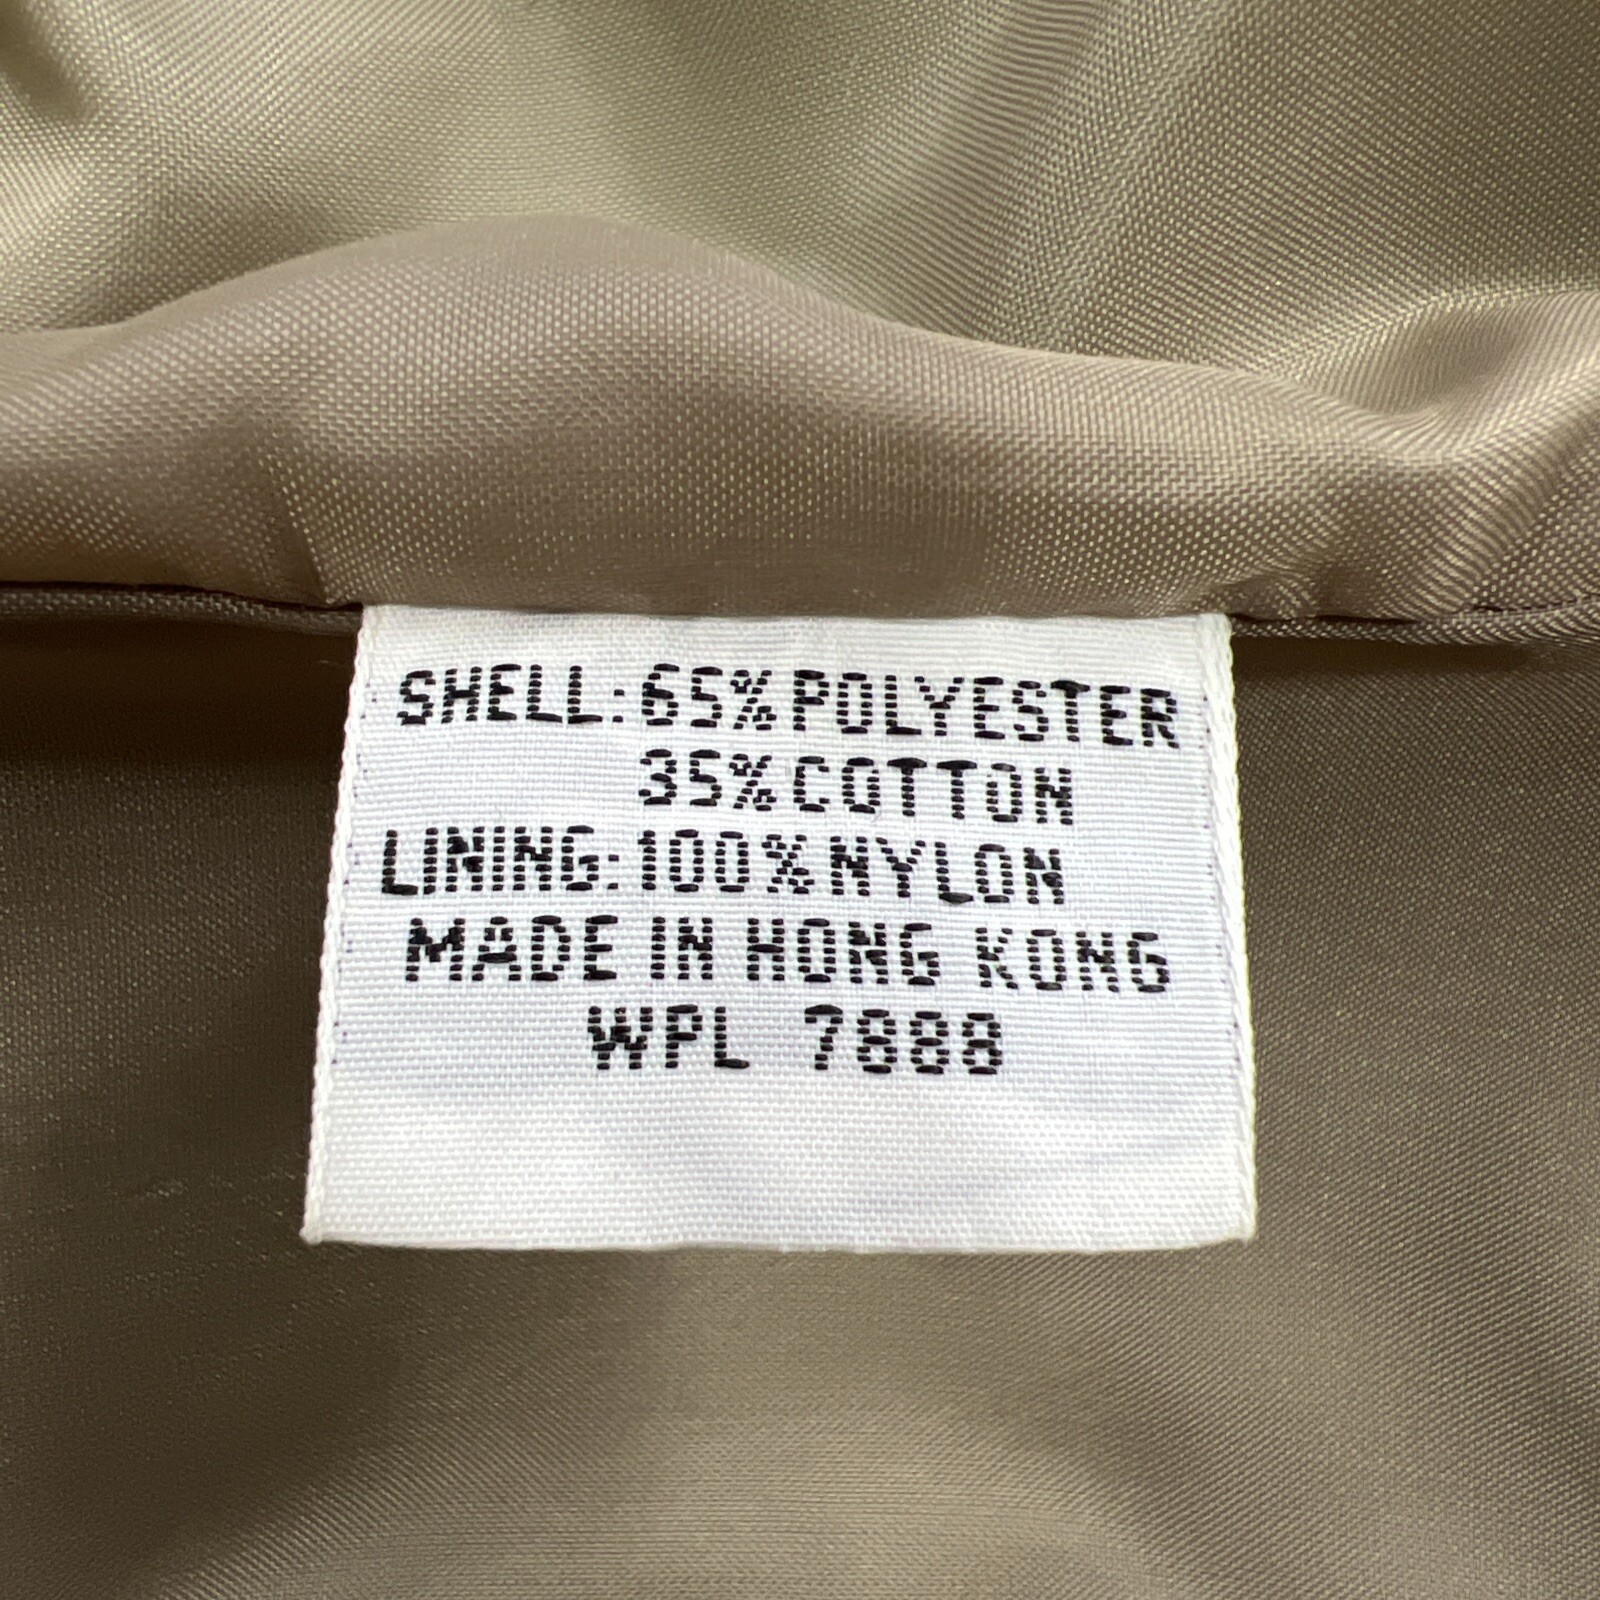 SHELL: 65% POLYESTER
35% COTTON
LINING: 100% NYLON
MADE IN HONG KONG
WPL 7888